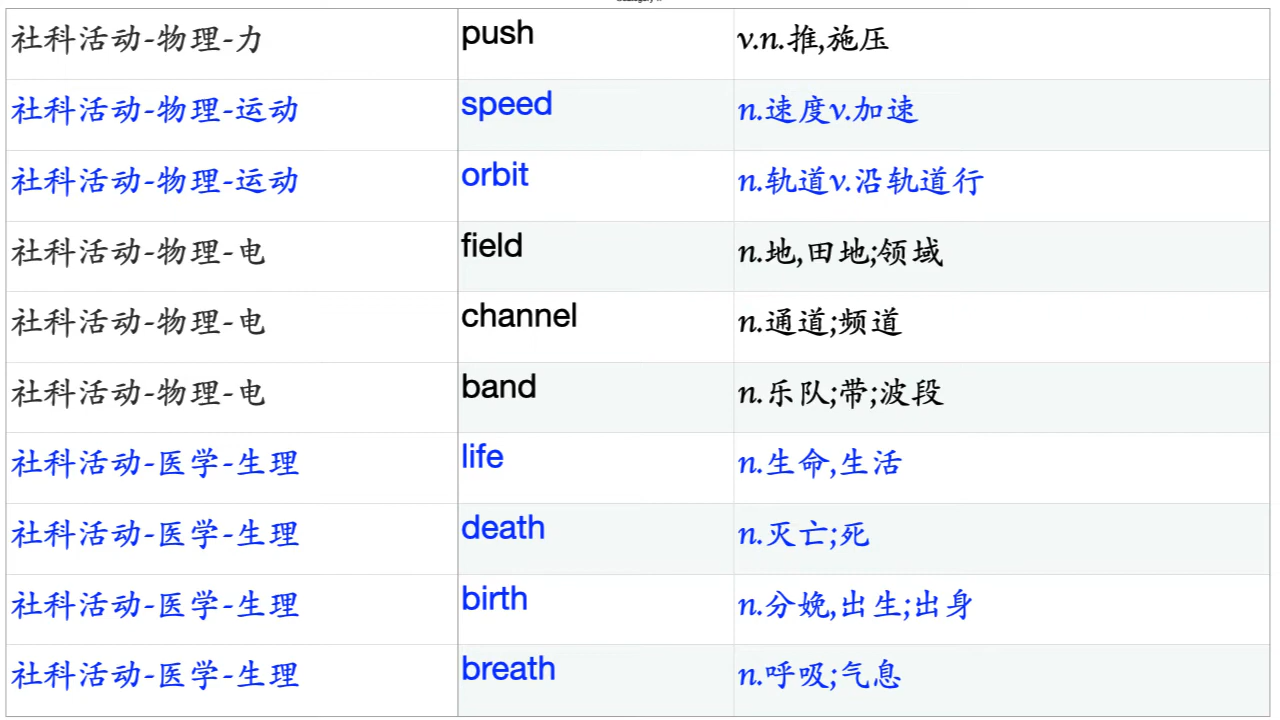 社科活动-物理-力 push v.n.推,施压
社科活动-物理-运动 speed n.速度v.加速
社科活动-物理-运动 orbit n.轨道v.沿轨道行
社科活动-物理-电 field n.地,田地;领域
社科活动-物理-电 channel n.通道;频道
社科活动-物理-电 band n.乐队;带;波段
社科活动-医学-生理 life n.生命,生活
社科活动-医学-生理 death n.灭亡;死
社科活动-医学-生理 birth n.分娩,出生;出身
社科活动-医学-生理 breath n.呼吸;气息